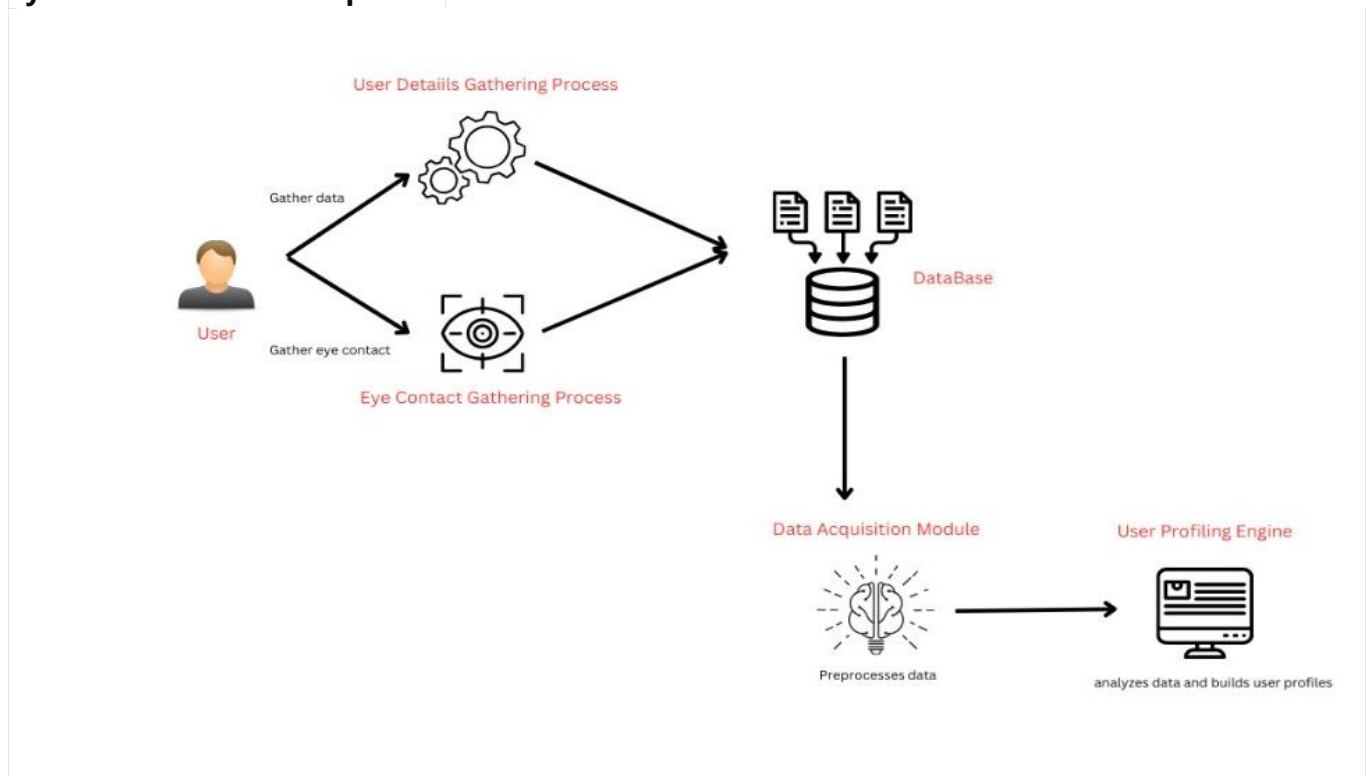 User Detaiils Gathering Process
Gather data
User
Gather eye contact
Eye Contact Gathering Process
DataBase
Data Acquisition Module
Preprocesses data
User Profiling Engine
analyzes data and builds user profiles